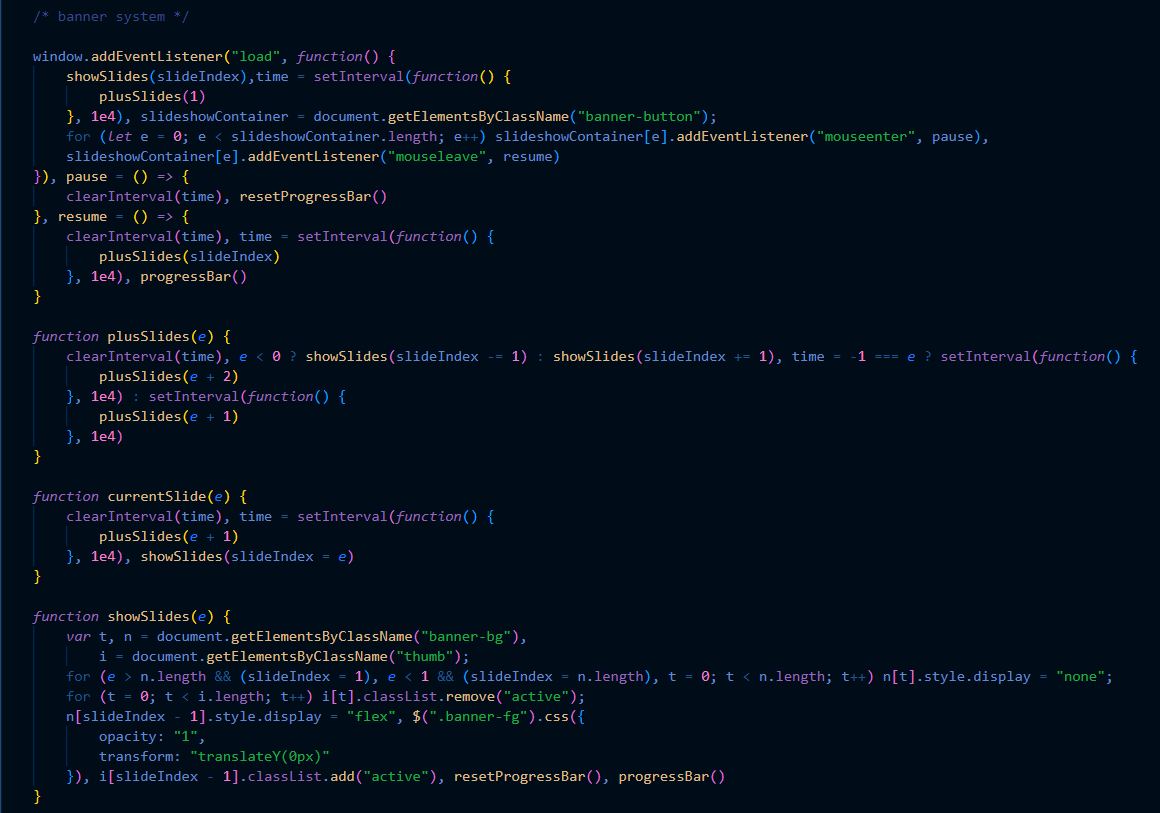 /* banner system */
window.addEventListener("load", function() {
showSlides(slideIndex),time = setInterval(function() {
plusSlides(1)
}, 1e4), slideshowContainer = document.getElementsByClassName("banner-button");
for (let e = 0; e < slideshowContainer.length; e++) slideshowContainer[e].addEventListener("mouseenter", pause),
slideshowContainer[e].addEventListener("mouseleave", resume)
}), pause = () => {
clearInterval(time), resetProgressBar()
}, resume = () => {
clearInterval(time), time = setInterval(function() {
plusSlides(slideIndex)
}, 1e4), progressBar()
}
function plusSlides(e) {
clearInterval(time), e < 0 ? showSlides(slideIndex -= 1) : showSlides(slideIndex += 1), time = -1 === e ? setInterval(function() {
plusSlides(e + 2)
}, 1e4) : setInterval(function() {
plusSlides(e + 1)
}, 1e4)
}
function currentSlide(e) {
clearInterval(time), time = setInterval(function() {
plusSlides(e + 1)
}, 1e4), showSlides(slideIndex = e)
}
function showSlides(e) {
var t, n = document.getElementsByClassName("banner-bg"),
i = document.getElementsByClassName("thumb");
for (e > n.length && (slideIndex = 1), e < 1 && (slideIndex = n.length), t = 0; t < n.length; t++) n[t].style.display = "none";
for (t = 0; t < i.length; t++) i[t].classList.remove("active");
n[slideIndex - 1].style.display = "flex", $(".banner-fg").css({
opacity: "1",
transform: "translateY(0px)"
}), i[slideIndex - 1].classList.add("active"), resetProgressBar(), progressBar()
}